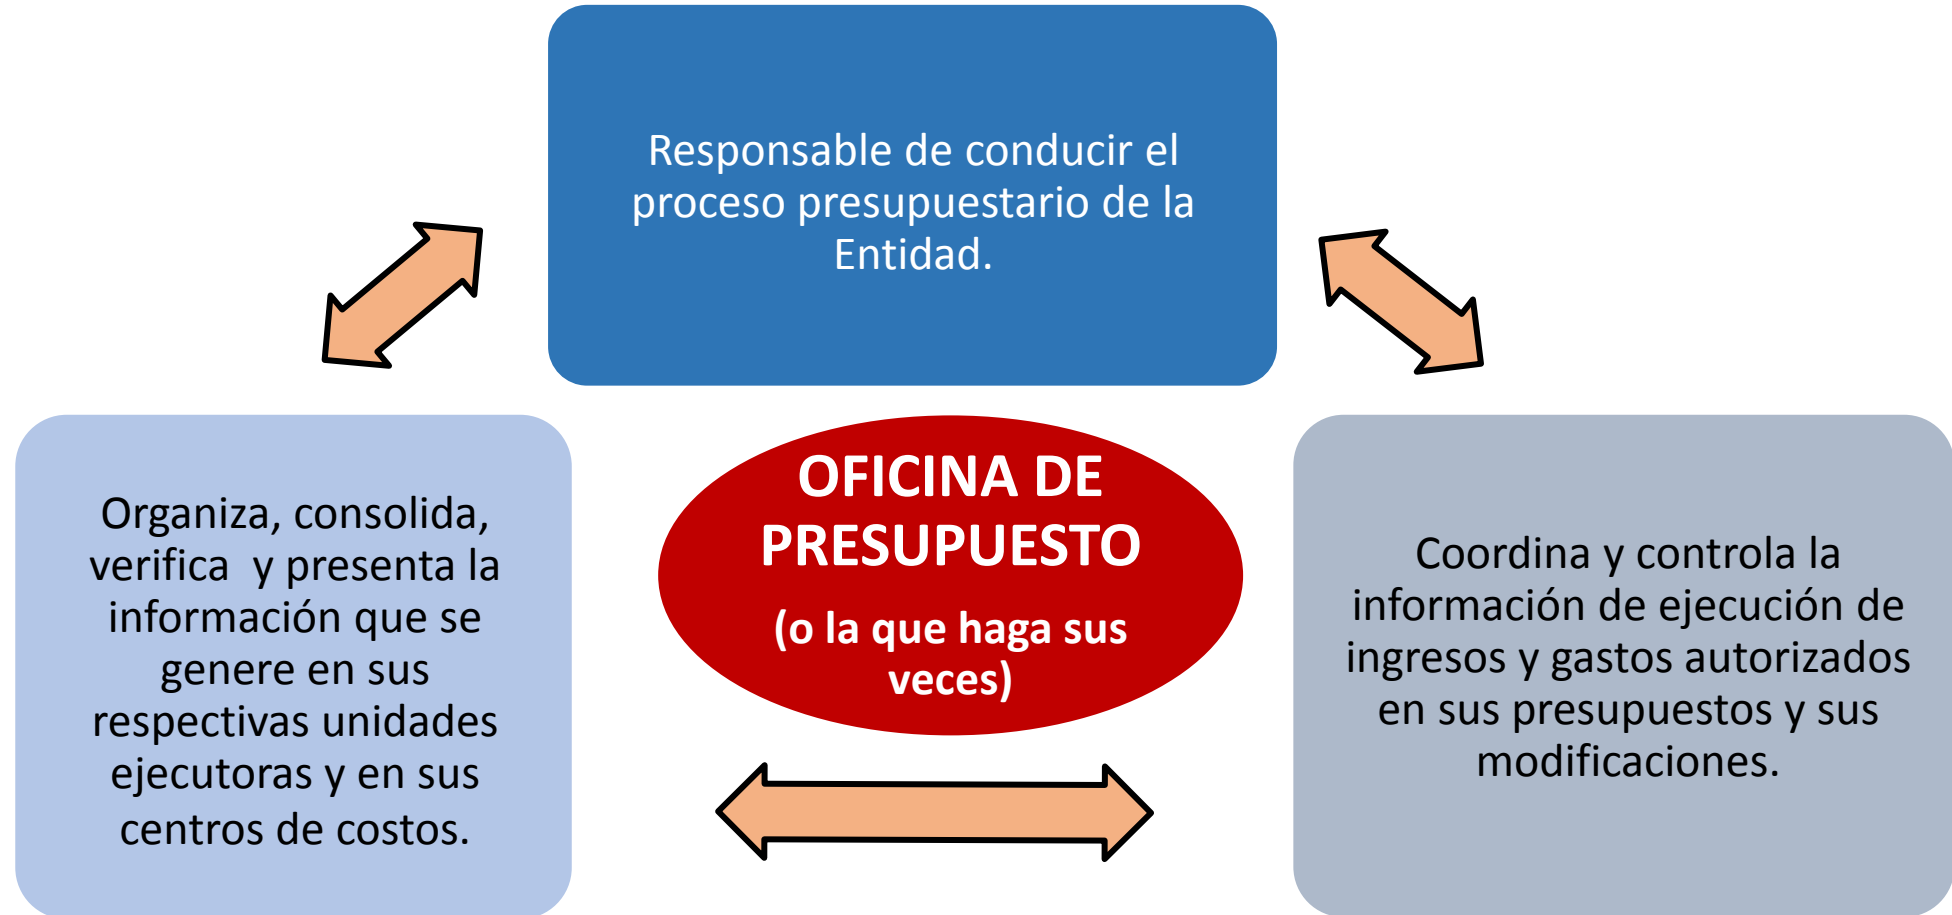 Responsable de conducir el
proceso presupuestario de la
Entidad.
Organiza, consolida,
verifica  y presenta la
información que se
genere en sus
respectivas unidades
ejecutoras y en sus
centros de costos.
OFICINA DE
PRESUPUESTO
(o la que haga sus
veces)
Coordina y controla la
información de ejecución de
ingresos y gastos autorizados
en sus presupuestos y sus
modificaciones.